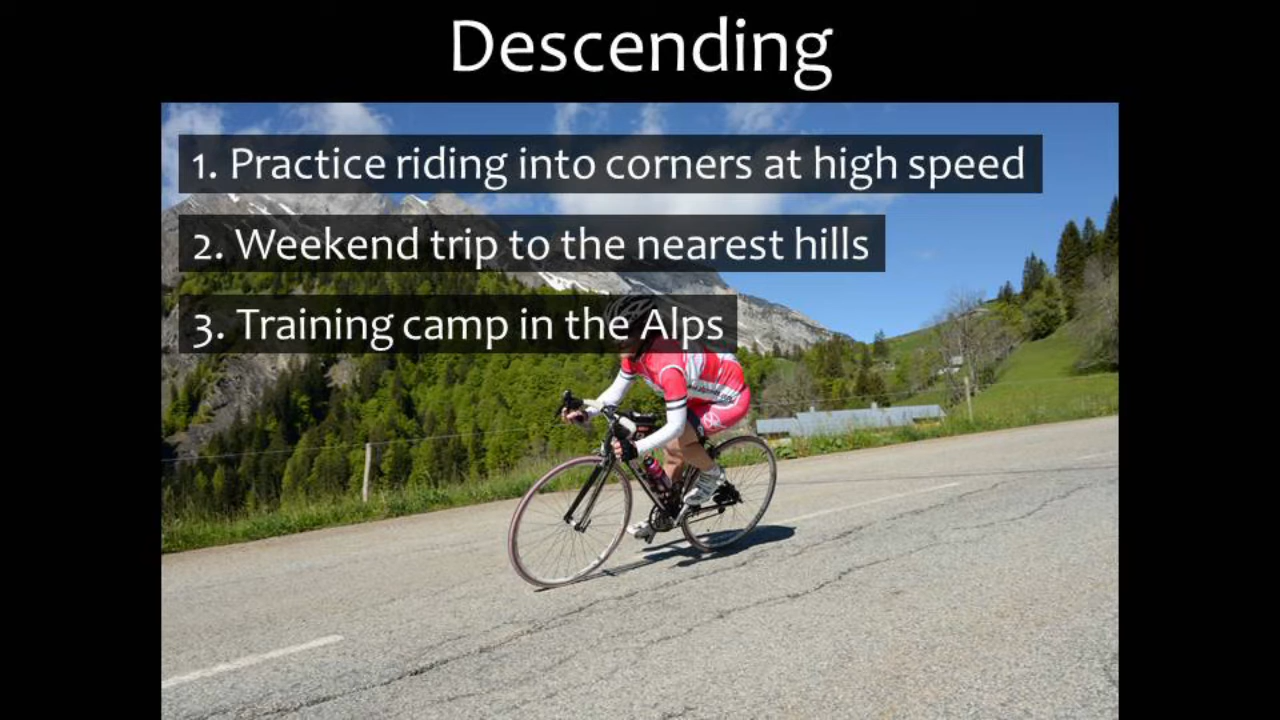 Descending
1. Practice riding into corners at high speed
2. Weekend trip to the nearest hills
3. Training camp in the Alps